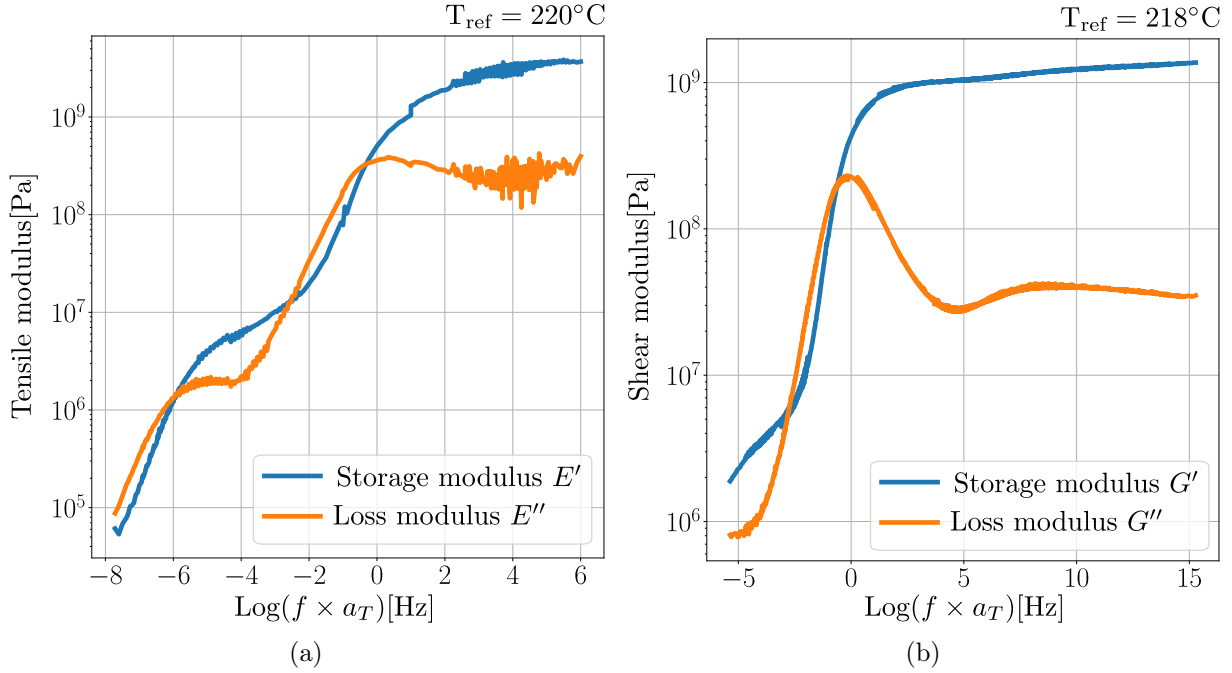 T_ref = 220°C
Tensile modulus[Pa]
10^9
10^8
10^7
10^6
10^5
Storage modulus E′
Loss modulus E″
−8 −6 −4 −2 0 2 4 6
Log(f × a_T)[Hz]
(a)
T_ref = 218°C
Shear modulus[Pa]
10^9
10^8
10^7
10^6
Storage modulus G′
Loss modulus G″
−5 0 5 10 15
Log(f × a_T)[Hz]
(b)